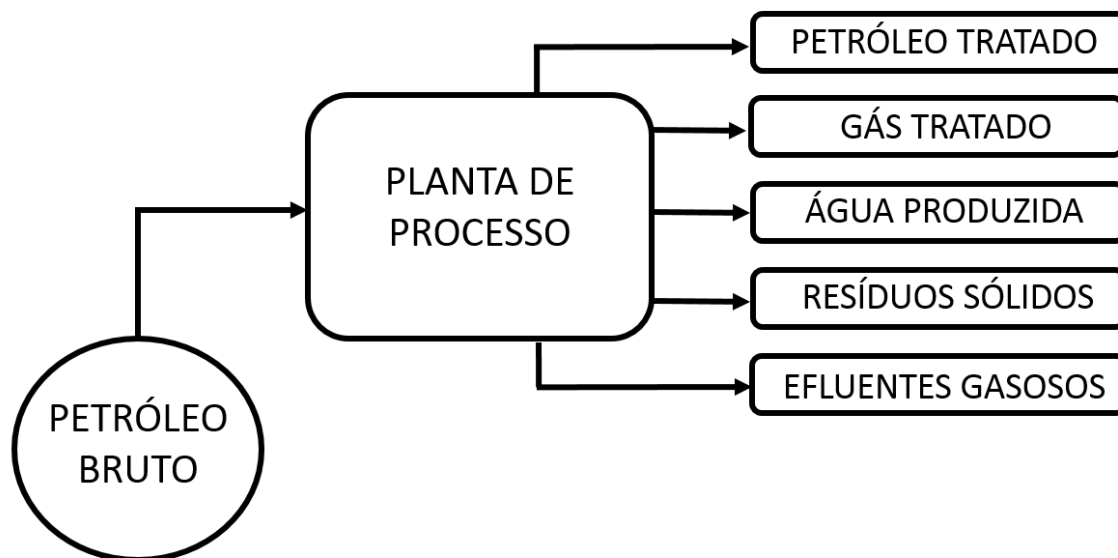 PETRÓLEO TRATADO
GÁS TRATADO
PLANTA DE
PROCESSO
ÁGUA PRODUZIDA
RESÍDUOS SÓLIDOS
EFLUENTES GASOSOS
PETRÓLEO
BRUTO